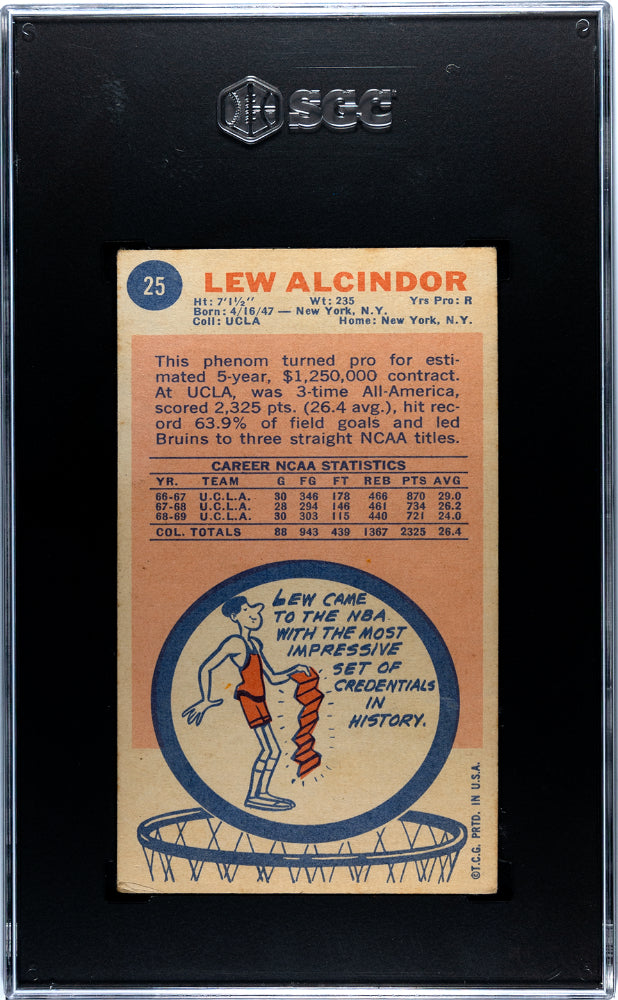 SGC
25
LEW ALCINDOR
Ht: 7'1½" Wt: 235 Yrs Pro: R
Born: 4/16/47 — New York, N.Y.
Coll: UCLA Home: New York, N.Y.
This phenom turned pro for esti-
mated 5-year, $1,250,000 contract.
At UCLA, was 3-time All-America,
scored 2,325 pts. (26.4 avg.), hit rec-
ord 63.9% of field goals and led
Bruins to three straight NCAA titles.
CAREER NCAA STATISTICS
YR. TEAM G FG FT REB PTS AVG
66-67 U.C.L.A. 30 346 178 466 870 29.0
67-68 U.C.L.A. 28 294 146 461 734 26.2
68-69 U.C.L.A. 30 303 115 440 721 24.0
COL. TOTALS 88 943 439 1367 2325 26.4
LEW CAME
TO THE NBA
WITH THE MOST
IMPRESSIVE
SET OF
CREDENTIALS
IN
HISTORY.
©T.C.G. PRTD. IN U.S.A.